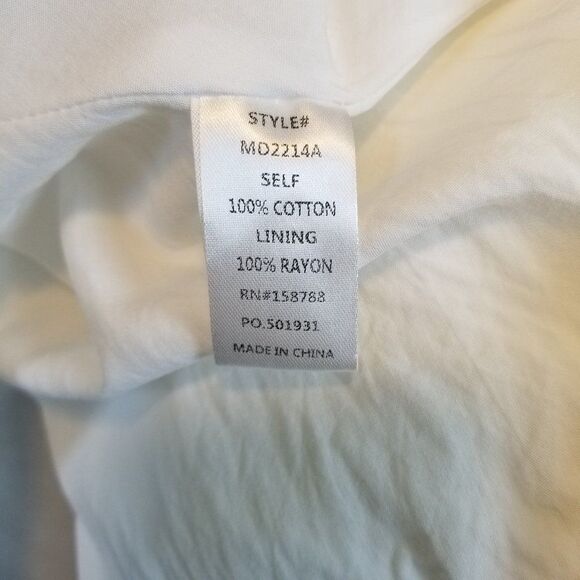 STYLE#
MD2214A
SELF
100% COTTON
LINING
100% RAYON
RN#158788
PO.501931
MADE IN CHINA